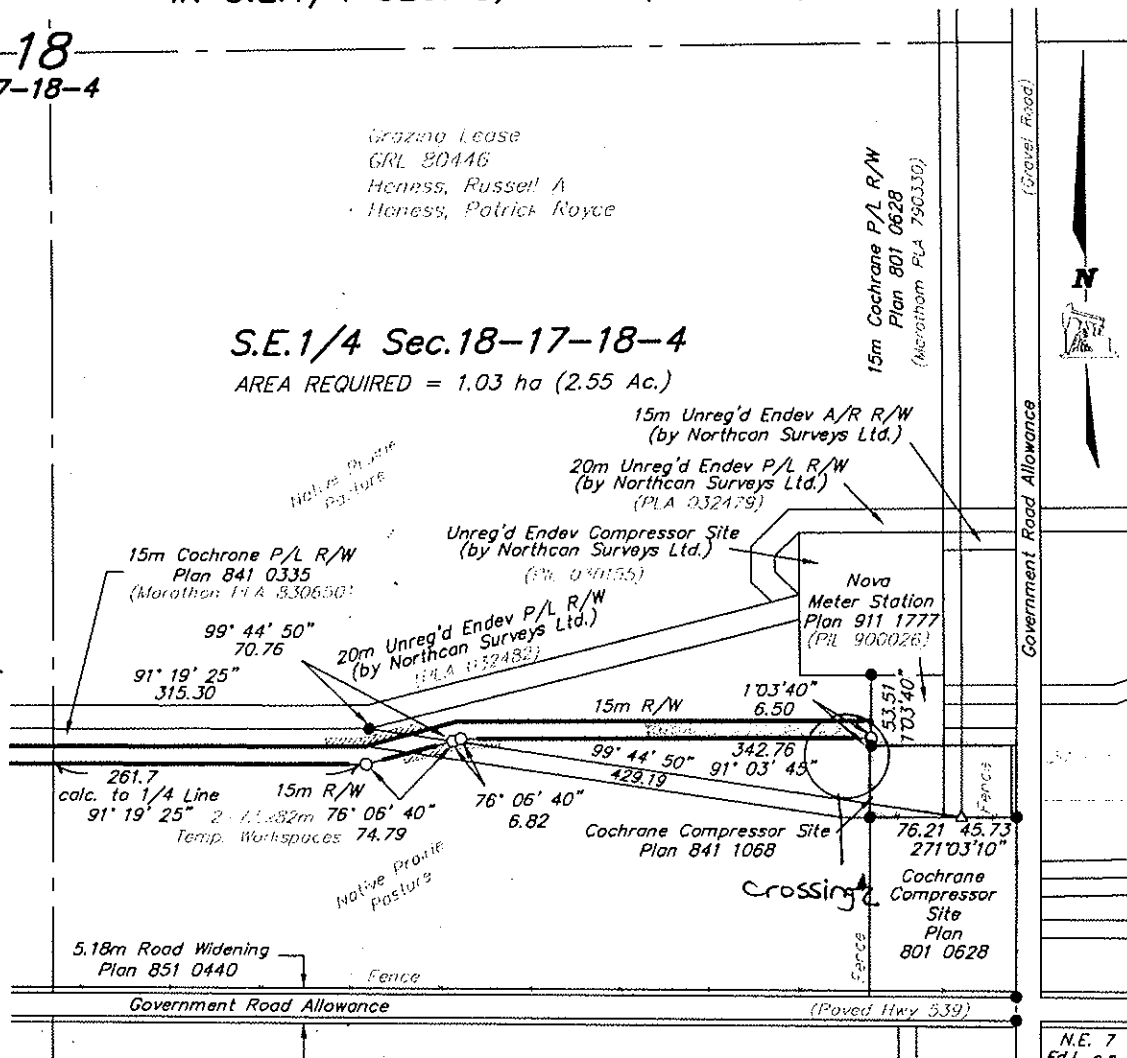 18
7-18-4
Grazing Lease
GRL 80446
Honess, Russell A
Honess, Patrick Royce
15m Cochrane P/L R/W
Plan 801 0628
(Marathon PLA 790330)
(Gravel Road)
N
S.E.1/4 Sec.18-17-18-4
AREA REQUIRED = 1.03 ha (2.55 Ac.)
Government Road Allowance
15m Unreg'd Endev A/R R/W
(by Northcan Surveys Ltd.)
20m Unreg'd Endev P/L R/W
(by Northcan Surveys Ltd.)
(PLA 032479)
Native Prairie
Pasture
Unreg'd Endev Compressor Site
(by Northcan Surveys Ltd.)
15m Cochrane P/L R/W
Plan 841 0335
(Marathon PLA 830650)
Nova
Meter Station
Plan 911 1777
(PIL 900026)
99° 44' 50"
70.76
20m Unreg'd Endev P/L R/W
(by Northcan Surveys Ltd.)
(PLA 032482)
91° 19' 25"
315.30
1°03'40"
6.50
53.51
1°03'40"
15m R/W
99° 44' 50"
429.19
342.76
91° 03' 45"
261.7
calc. to 1/4 Line
91° 19' 25"
15m R/W
76° 06' 40"
74.79
Temp. Workspaces
76° 06' 40"
6.82
Fence
Cochrane Compressor Site
Plan 841 1068
76.21 45.73
271°03'10"
crossing 2
Cochrane
Compressor
Site
Plan
801 0628
Native Prairie
Pasture
Fence
5.18m Road Widening
Plan 851 0440
Fence
Government Road Allowance
(Paved Hwy 539)
N.E. 7